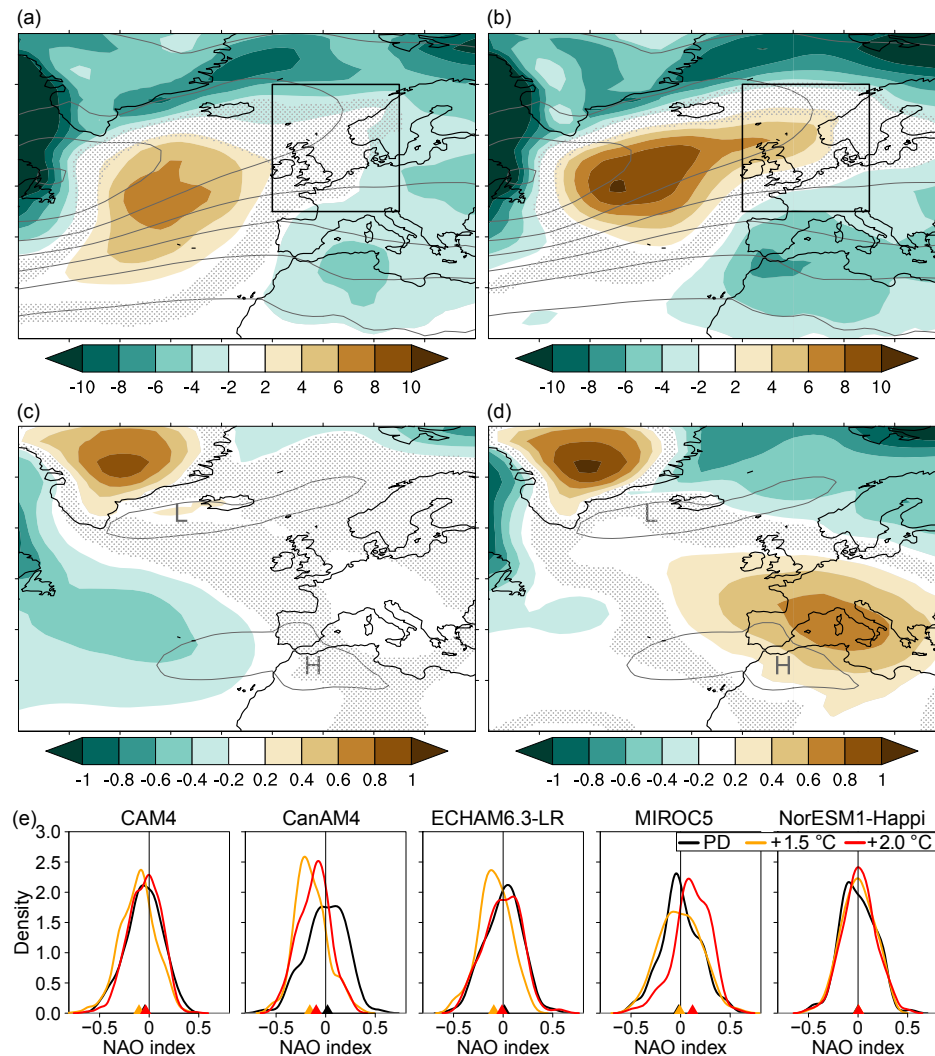 (a) (b)
-10 -8 -6 -4 -2 2 4 6 8 10 -10 -8 -6 -4 -2 2 4 6 8 10
(c) (d)
L L
H H
-1 -0.8 -0.6 -0.4 -0.2 0.2 0.4 0.6 0.8 1 -1 -0.8 -0.6 -0.4 -0.2 0.2 0.4 0.6 0.8 1
(e) CAM4 CanAM4 ECHAM6.3-LR MIROC5 NorESM1-Happi
PD +1.5 °C +2.0 °C
3.0
2.5
2.0
1.5
1.0
0.5
0.0
Density
-0.5 0 0.5 -0.5 0 0.5 -0.5 0 0.5 -0.5 0 0.5 -0.5 0 0.5
NAO index NAO index NAO index NAO index NAO index